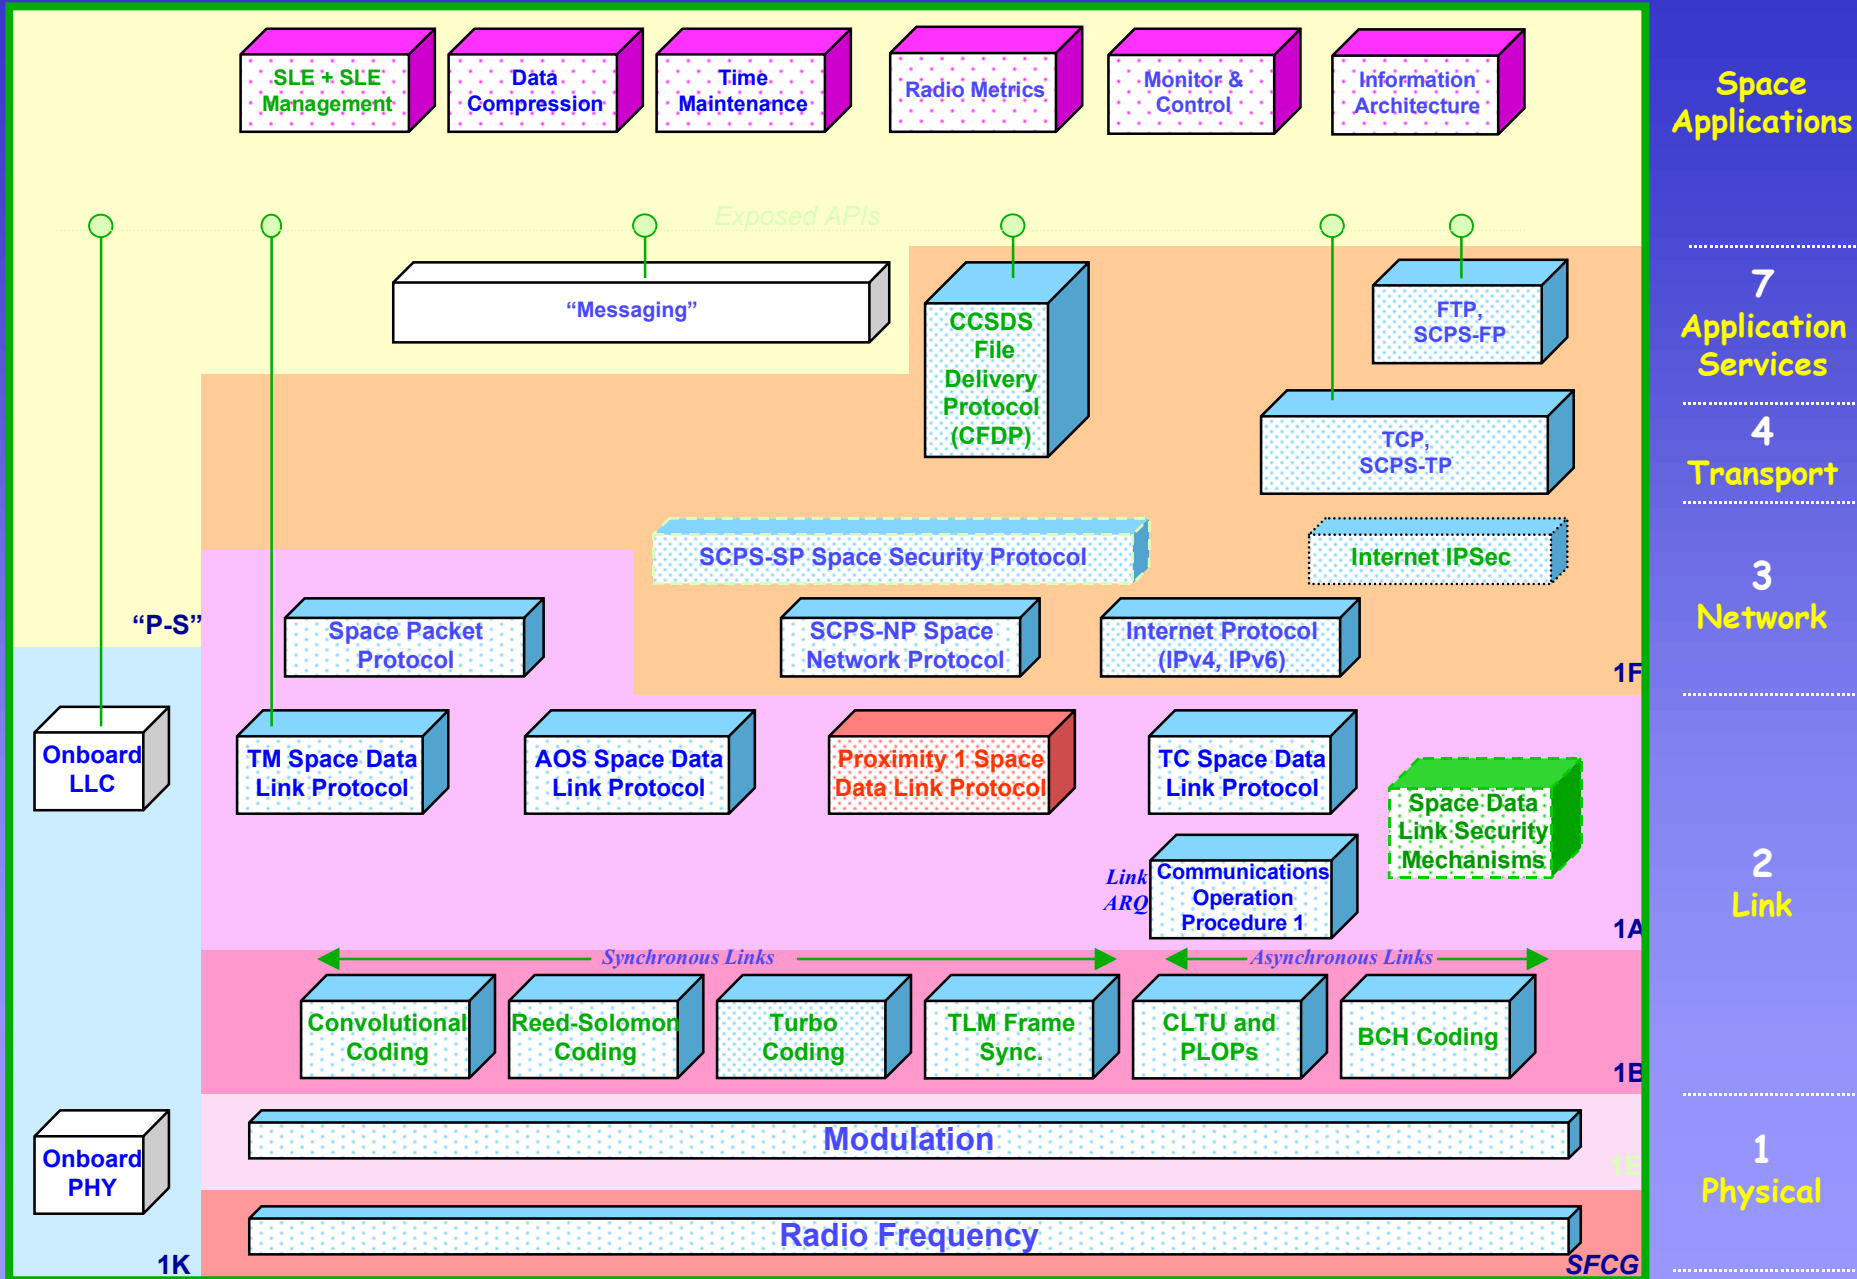 SLE + SLE
Management
Data
Compression
Time
Maintenance
Radio Metrics
Monitor &
Control
Information
Architecture
Space
Applications
Exposed APIs
“Messaging”
CCSDS
File
Delivery
Protocol
(CFDP)
FTP,
SCPS-FP
7
Application
Services
TCP,
SCPS-TP
4
Transport
SCPS-SP Space Security Protocol
Internet IPSec
3
Network
“P-S”
Space Packet
Protocol
SCPS-NP Space
Network Protocol
Internet Protocol
(IPv4, IPv6)
1F
Onboard
LLC
TM Space Data
Link Protocol
AOS Space Data
Link Protocol
Proximity 1 Space
Data Link Protocol
TC Space Data
Link Protocol
Space Data
Link Security
Mechanisms
Link
ARQ
Communications
Operation
Procedure 1
2
Link
1A
Synchronous Links
Asynchronous Links
Convolutional
Coding
Reed-Solomon
Coding
Turbo
Coding
TLM Frame
Sync.
CLTU and
PLOPs
BCH Coding
1B
Onboard
PHY
Modulation
1E
1
Physical
Radio Frequency
1K
SFCG